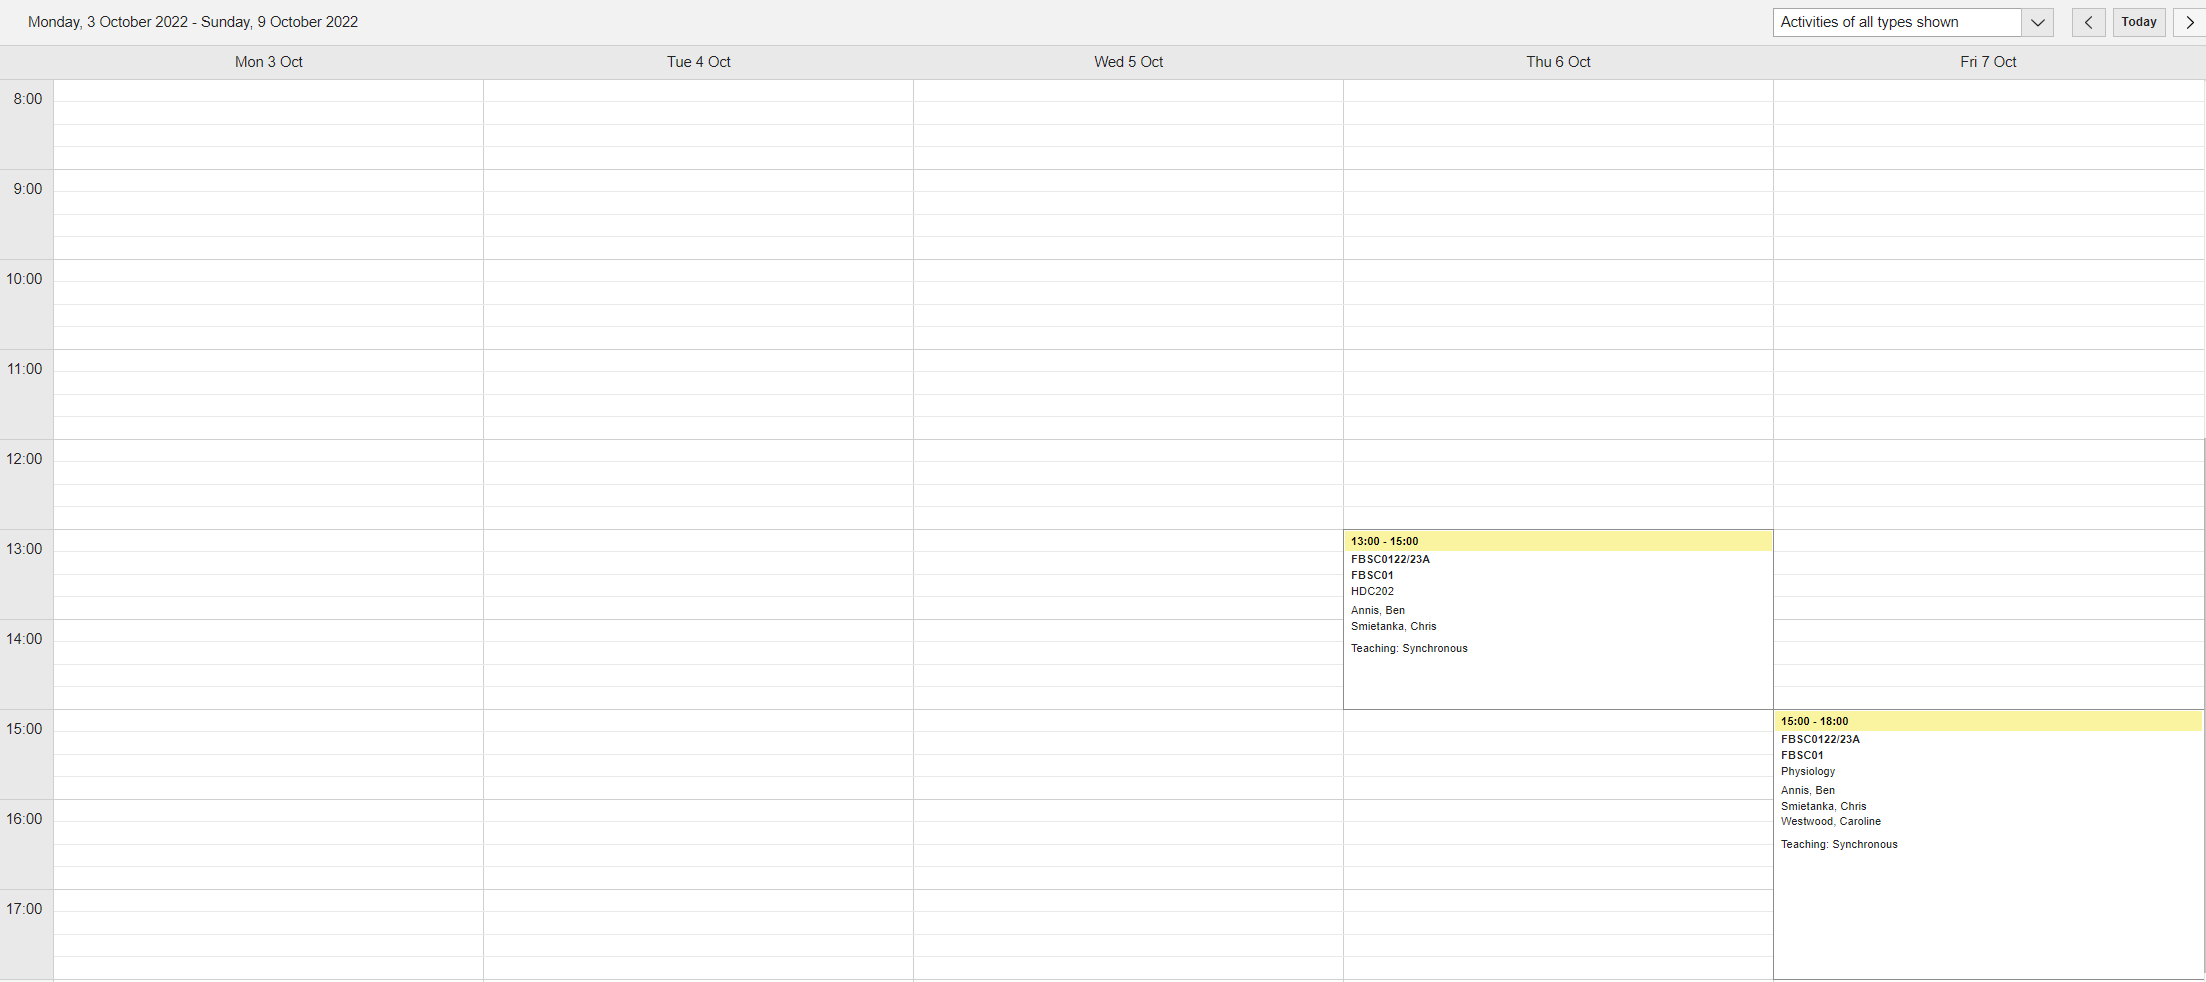 Monday, 3 October 2022 - Sunday, 9 October 2022
Activities of all types shown
Today
Mon 3 Oct
Tue 4 Oct
Wed 5 Oct
Thu 6 Oct
Fri 7 Oct
8:00
9:00
10:00
11:00
12:00
13:00
13:00 - 15:00
FBSC0122/23A
FBSC01
HDC202
Annis, Ben
Smietanka, Chris
Teaching: Synchronous
14:00
15:00
15:00 - 18:00
FBSC0122/23A
FBSC01
Physiology
Annis, Ben
Smietanka, Chris
Westwood, Caroline
Teaching: Synchronous
16:00
17:00